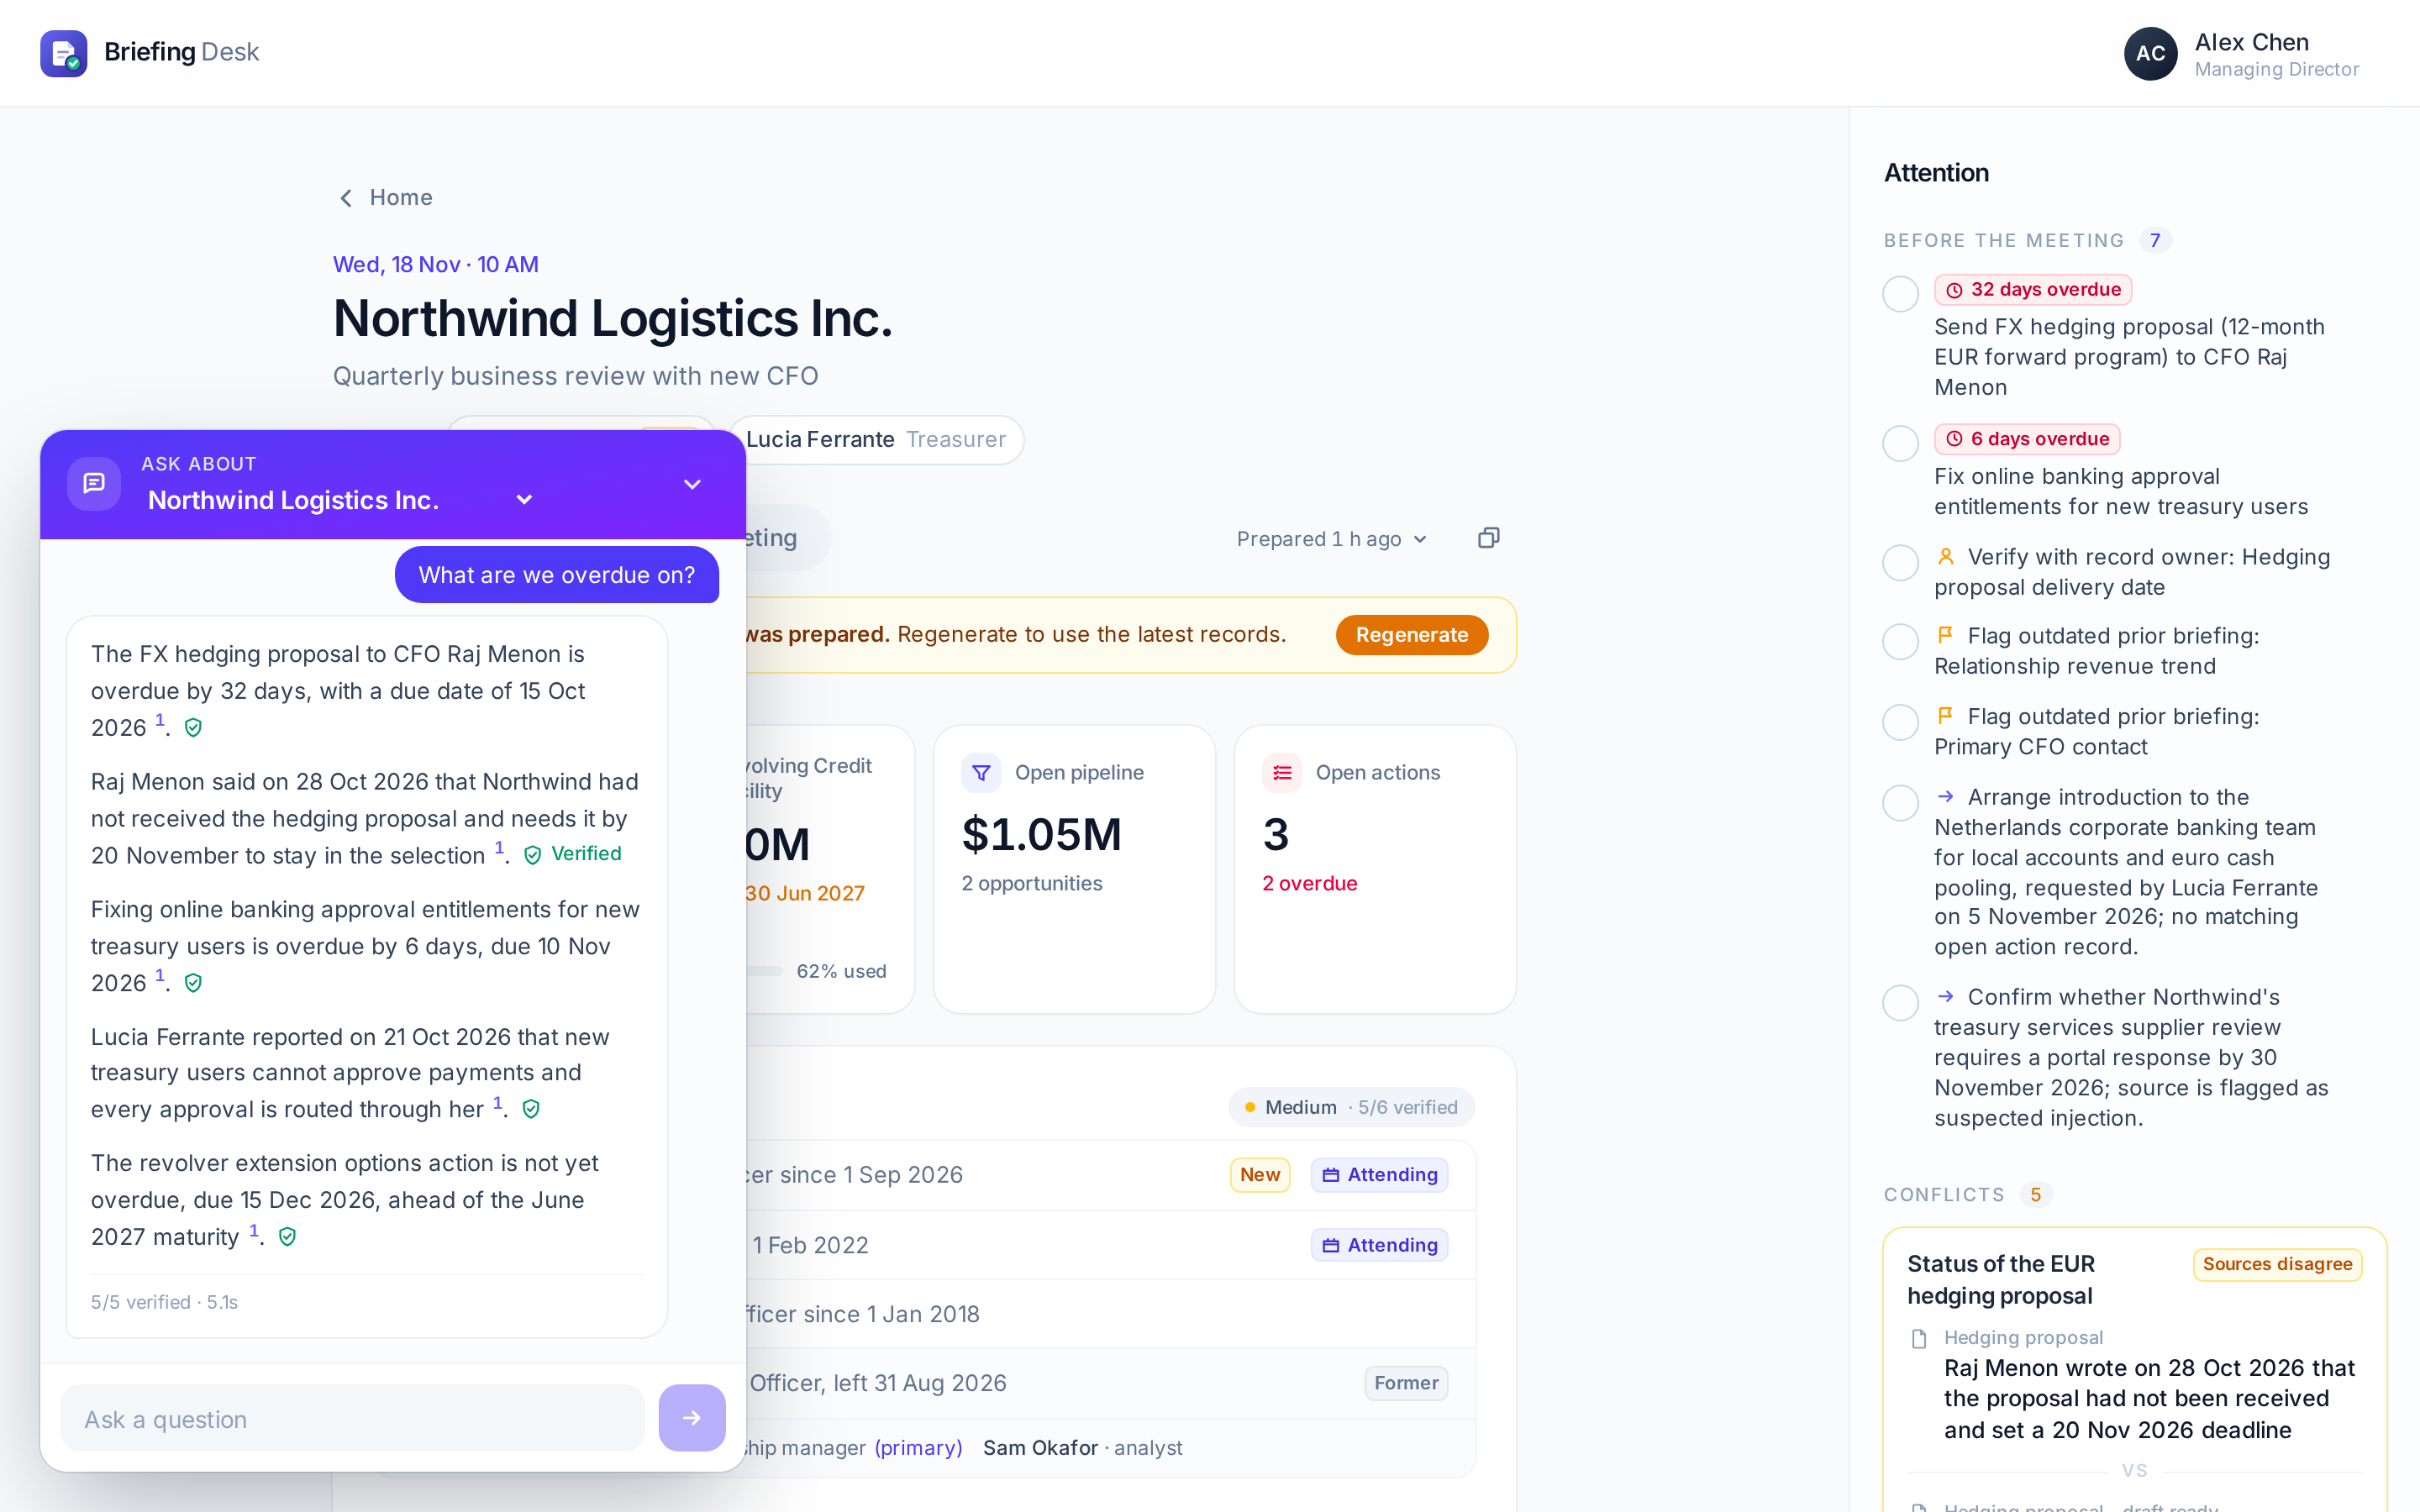 Briefing Desk
AC
Alex Chen
Managing Director
Home
Wed, 18 Nov · 10 AM
Northwind Logistics Inc.
Quarterly business review with new CFO
Lucia Ferrante Treasurer
Prepared 1 h ago
was prepared. Regenerate to use the latest records.
Regenerate
30 Jun 2027
62% used
Open pipeline
$1.05M
2 opportunities
Open actions
3
2 overdue
Medium · 5/6 verified
since 1 Sep 2026
New
Attending
1 Feb 2022
Attending
since 1 Jan 2018
Officer, left 31 Aug 2026
Former
manager (primary) Sam Okafor · analyst
ASK ABOUT
Northwind Logistics Inc.
What are we overdue on?
The FX hedging proposal to CFO Raj Menon is
overdue by 32 days, with a due date of 15 Oct
2026 1.
Raj Menon said on 28 Oct 2026 that Northwind had
not received the hedging proposal and needs it by
20 November to stay in the selection 1. Verified
Fixing online banking approval entitlements for new
treasury users is overdue by 6 days, due 10 Nov
2026 1.
Lucia Ferrante reported on 21 Oct 2026 that new
treasury users cannot approve payments and
every approval is routed through her 1.
The revolver extension options action is not yet
overdue, due 15 Dec 2026, ahead of the June
2027 maturity 1.
5/5 verified · 5.1s
Ask a question
Attention
BEFORE THE MEETING 7
32 days overdue
Send FX hedging proposal (12-month
EUR forward program) to CFO Raj
Menon
6 days overdue
Fix online banking approval
entitlements for new treasury users
Verify with record owner: Hedging
proposal delivery date
Flag outdated prior briefing:
Relationship revenue trend
Flag outdated prior briefing:
Primary CFO contact
Arrange introduction to the
Netherlands corporate banking team
for local accounts and euro cash
pooling, requested by Lucia Ferrante
on 5 November 2026; no matching
open action record.
Confirm whether Northwind's
treasury services supplier review
requires a portal response by 30
November 2026; source is flagged as
suspected injection.
CONFLICTS 5
Status of the EUR
hedging proposal
Sources disagree
Hedging proposal
Raj Menon wrote on 28 Oct 2026 that
the proposal had not been received
and set a 20 Nov 2026 deadline
VS
Hedging proposal - draft ready